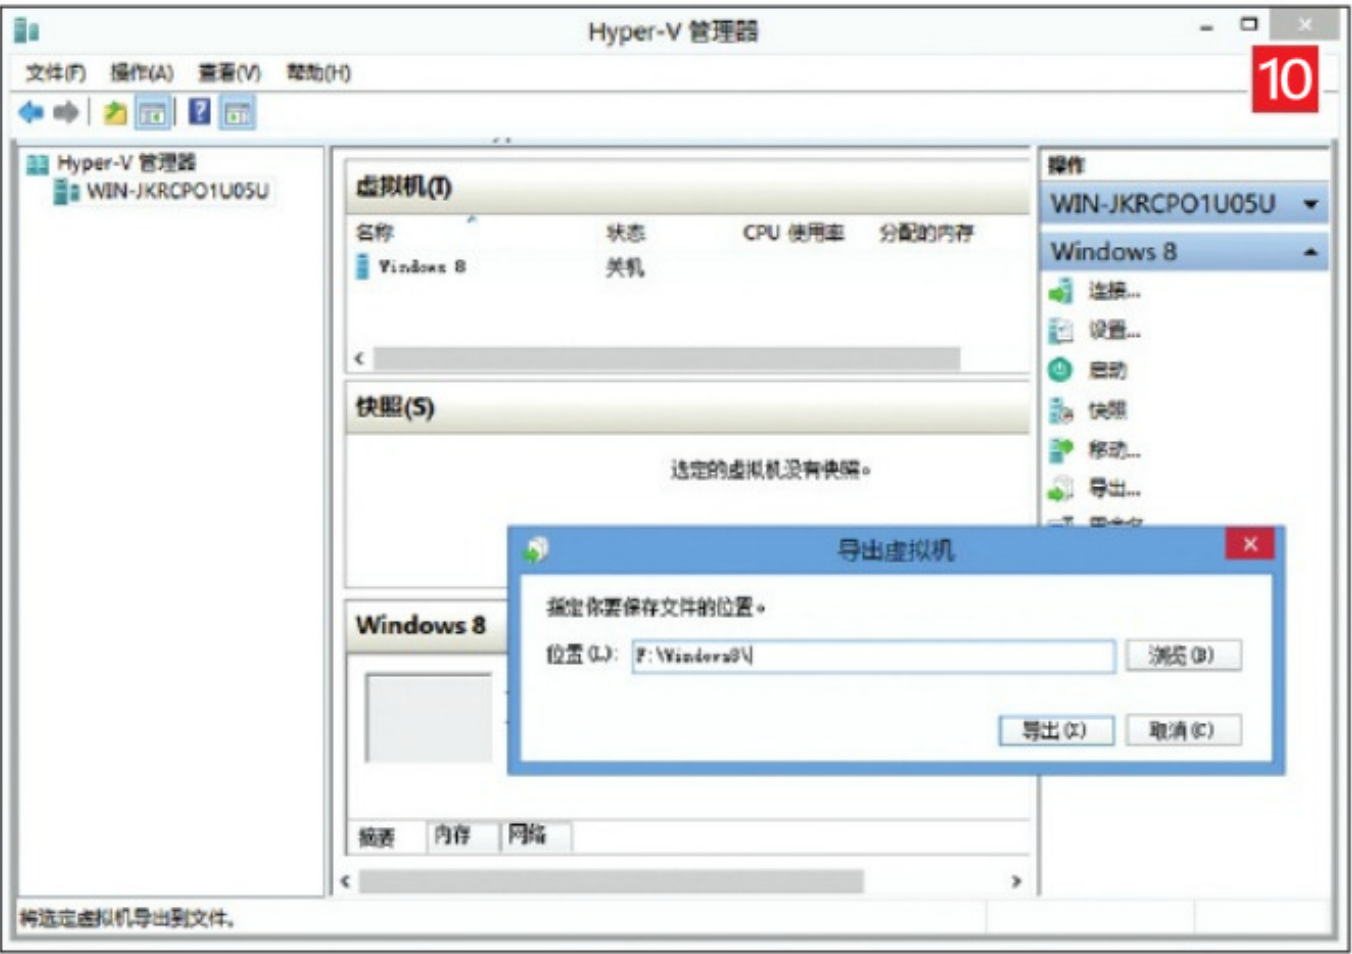 Hyper-V 管理器
10
文件(F) 操作(A) 查看(V) 帮助(H)
Hyper-V 管理器
WIN-JKRCPO1U05U
虚拟机(I)
名称 状态 CPU 使用率 分配的内存
Windows 8 关机
快照(S)
选定的虚拟机没有快照。
Windows 8
摘要 内存 网络
操作
WIN-JKRCPO1U05U
Windows 8
连接...
设置...
启动
快照
移动...
导出...
导出虚拟机
指定你要保存文件的位置。
位置(L): F:\Windows8\ 浏览(B)
导出(X) 取消(C)
将选定虚拟机导出到文件。